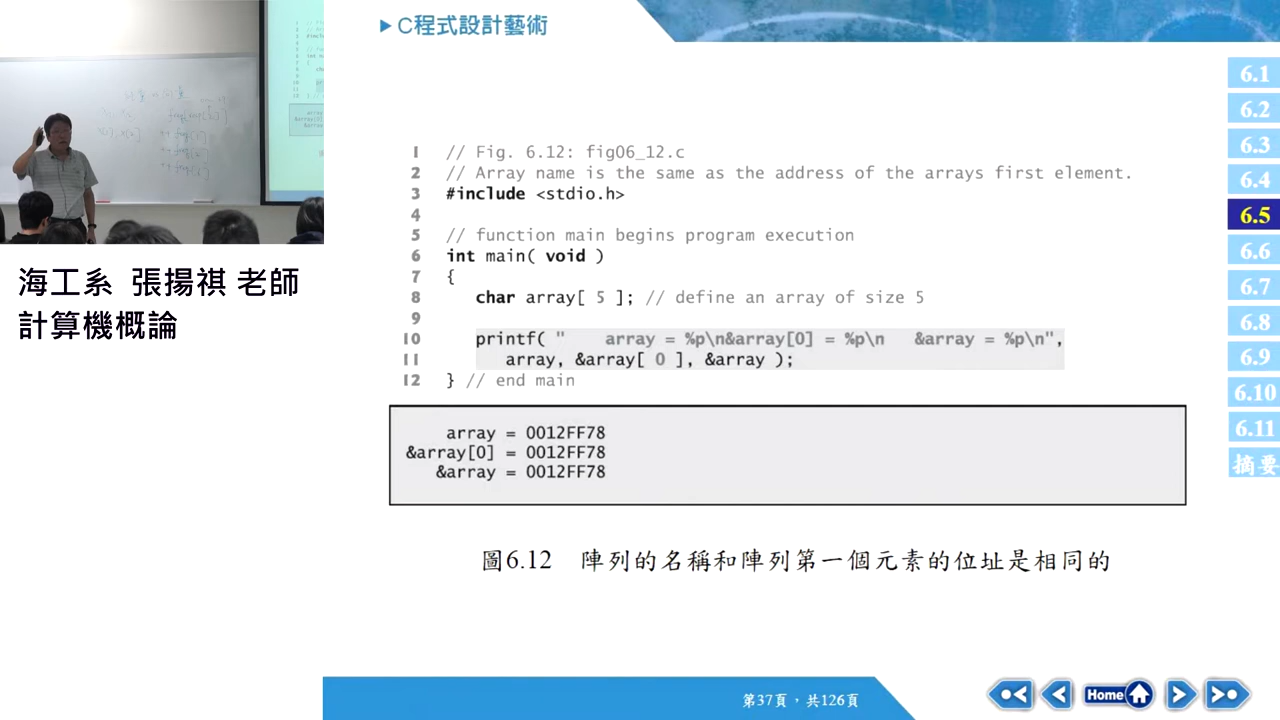 C程式設計藝術
海工系 張揚祺 老師
計算機概論
1 // Fig. 6.12: fig06_12.c
2 // Array name is the same as the address of the arrays first element.
3 #include <stdio.h>
4
5 // function main begins program execution
6 int main( void )
7 {
8 char array[ 5 ]; // define an array of size 5
9
10 printf( "    array = %p\n&array[0] = %p\n   &array = %p\n",
11 array, &array[ 0 ], &array );
12 } // end main
array = 0012FF78
&array[0] = 0012FF78
&array = 0012FF78
圖6.12 陣列的名稱和陣列第一個元素的位址是相同的
6.1
6.2
6.3
6.4
6.5
6.6
6.7
6.8
6.9
6.10
6.11
摘要
第37頁，共126頁
Home